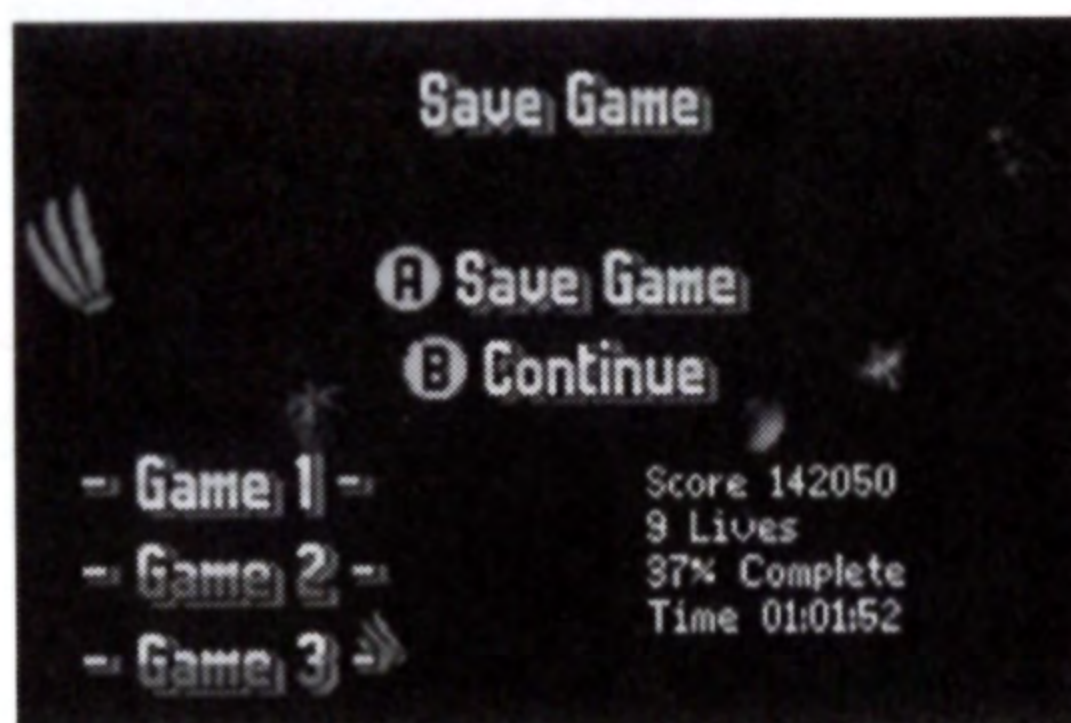 Save Game
A Save Game
B Continue
- Game 1 -
- Game 2 -
- Game 3 -
Score 142050
9 Lives
37% Complete
Time 01:01:52